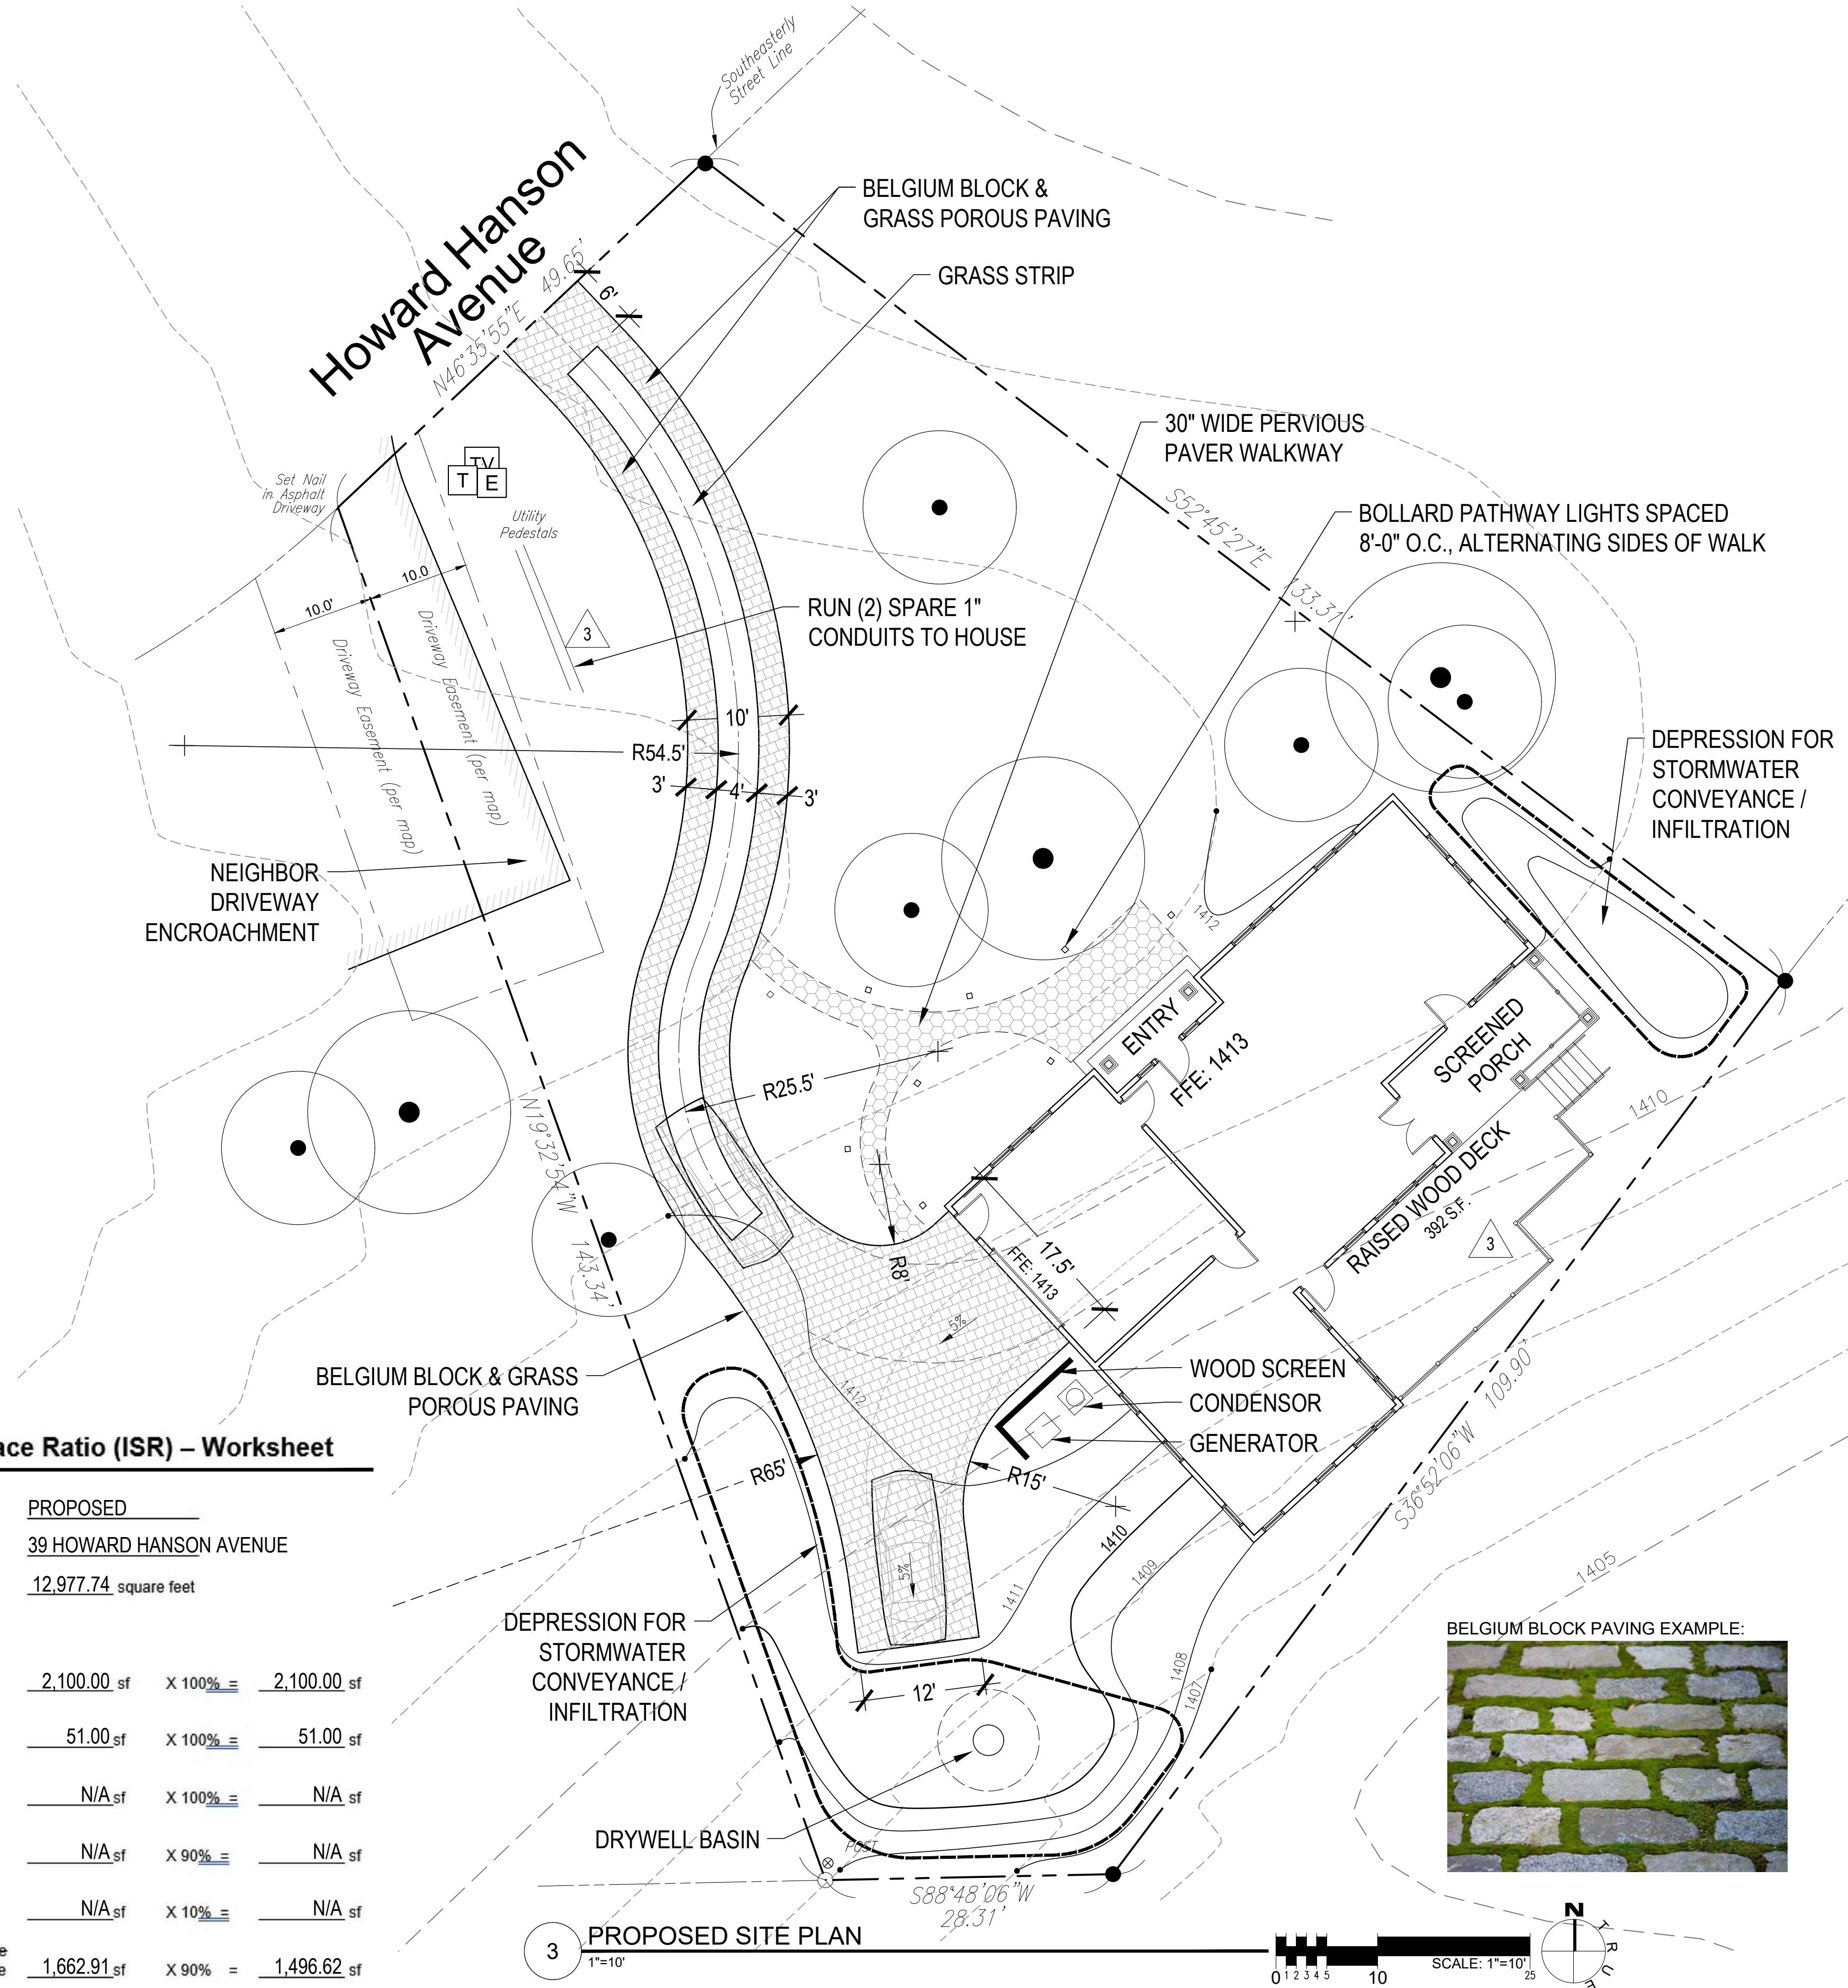 Southeasterly
Street Line
Howard Hanson
Avenue
N46°35'55"E 49.65'
6'
BELGIUM BLOCK &
GRASS POROUS PAVING
GRASS STRIP
30" WIDE PERVIOUS
PAVER WALKWAY
S52°45'27"E 133.31'
BOLLARD PATHWAY LIGHTS SPACED
8'-0" O.C., ALTERNATING SIDES OF WALK
Set Nail
in Asphalt
Driveway
TV
T
E
Utility
Pedestals
10.0'
10.0
Driveway Easement (per map)
Driveway Easement (per map)
3
RUN (2) SPARE 1"
CONDUITS TO HOUSE
10'
R54.5'
3'
4'
3'
DEPRESSION FOR
STORMWATER
CONVEYANCE /
INFILTRATION
NEIGHBOR
DRIVEWAY
ENCROACHMENT
1412
ENTRY
FFE: 1413
SCREENED
PORCH
1410
R25.5'
RAISED WOOD DECK
392 S.F.
3
N19°32'54"W 143.34'
17.5'
FFE: 1413
R8'
5%
BELGIUM BLOCK & GRASS
POROUS PAVING
1412
WOOD SCREEN
CONDENSOR
GENERATOR
S36°52'06"W 109.90'
R65'
R15'
1410
1409
1411
1405
5%
ace Ratio (ISR) – Worksheet
PROPOSED
39 HOWARD HANSON AVENUE
12,977.74 square feet
2,100.00 sf X 100% = 2,100.00 sf
51.00 sf X 100% = 51.00 sf
N/A sf X 100% = N/A sf
N/A sf X 90% = N/A sf
N/A sf X 10% = N/A sf
e
e 1,662.91 sf X 90% = 1,496.62 sf
DEPRESSION FOR
STORMWATER
CONVEYANCE /
INFILTRATION
12'
1408
1407
BELGIUM BLOCK PAVING EXAMPLE:
DRYWELL BASIN
POST
S88°48'06"W
28.31'
3 PROPOSED SITE PLAN
1"=10'
0 1 2 3 4 5 10 25
SCALE: 1"=10'
N
TRUE